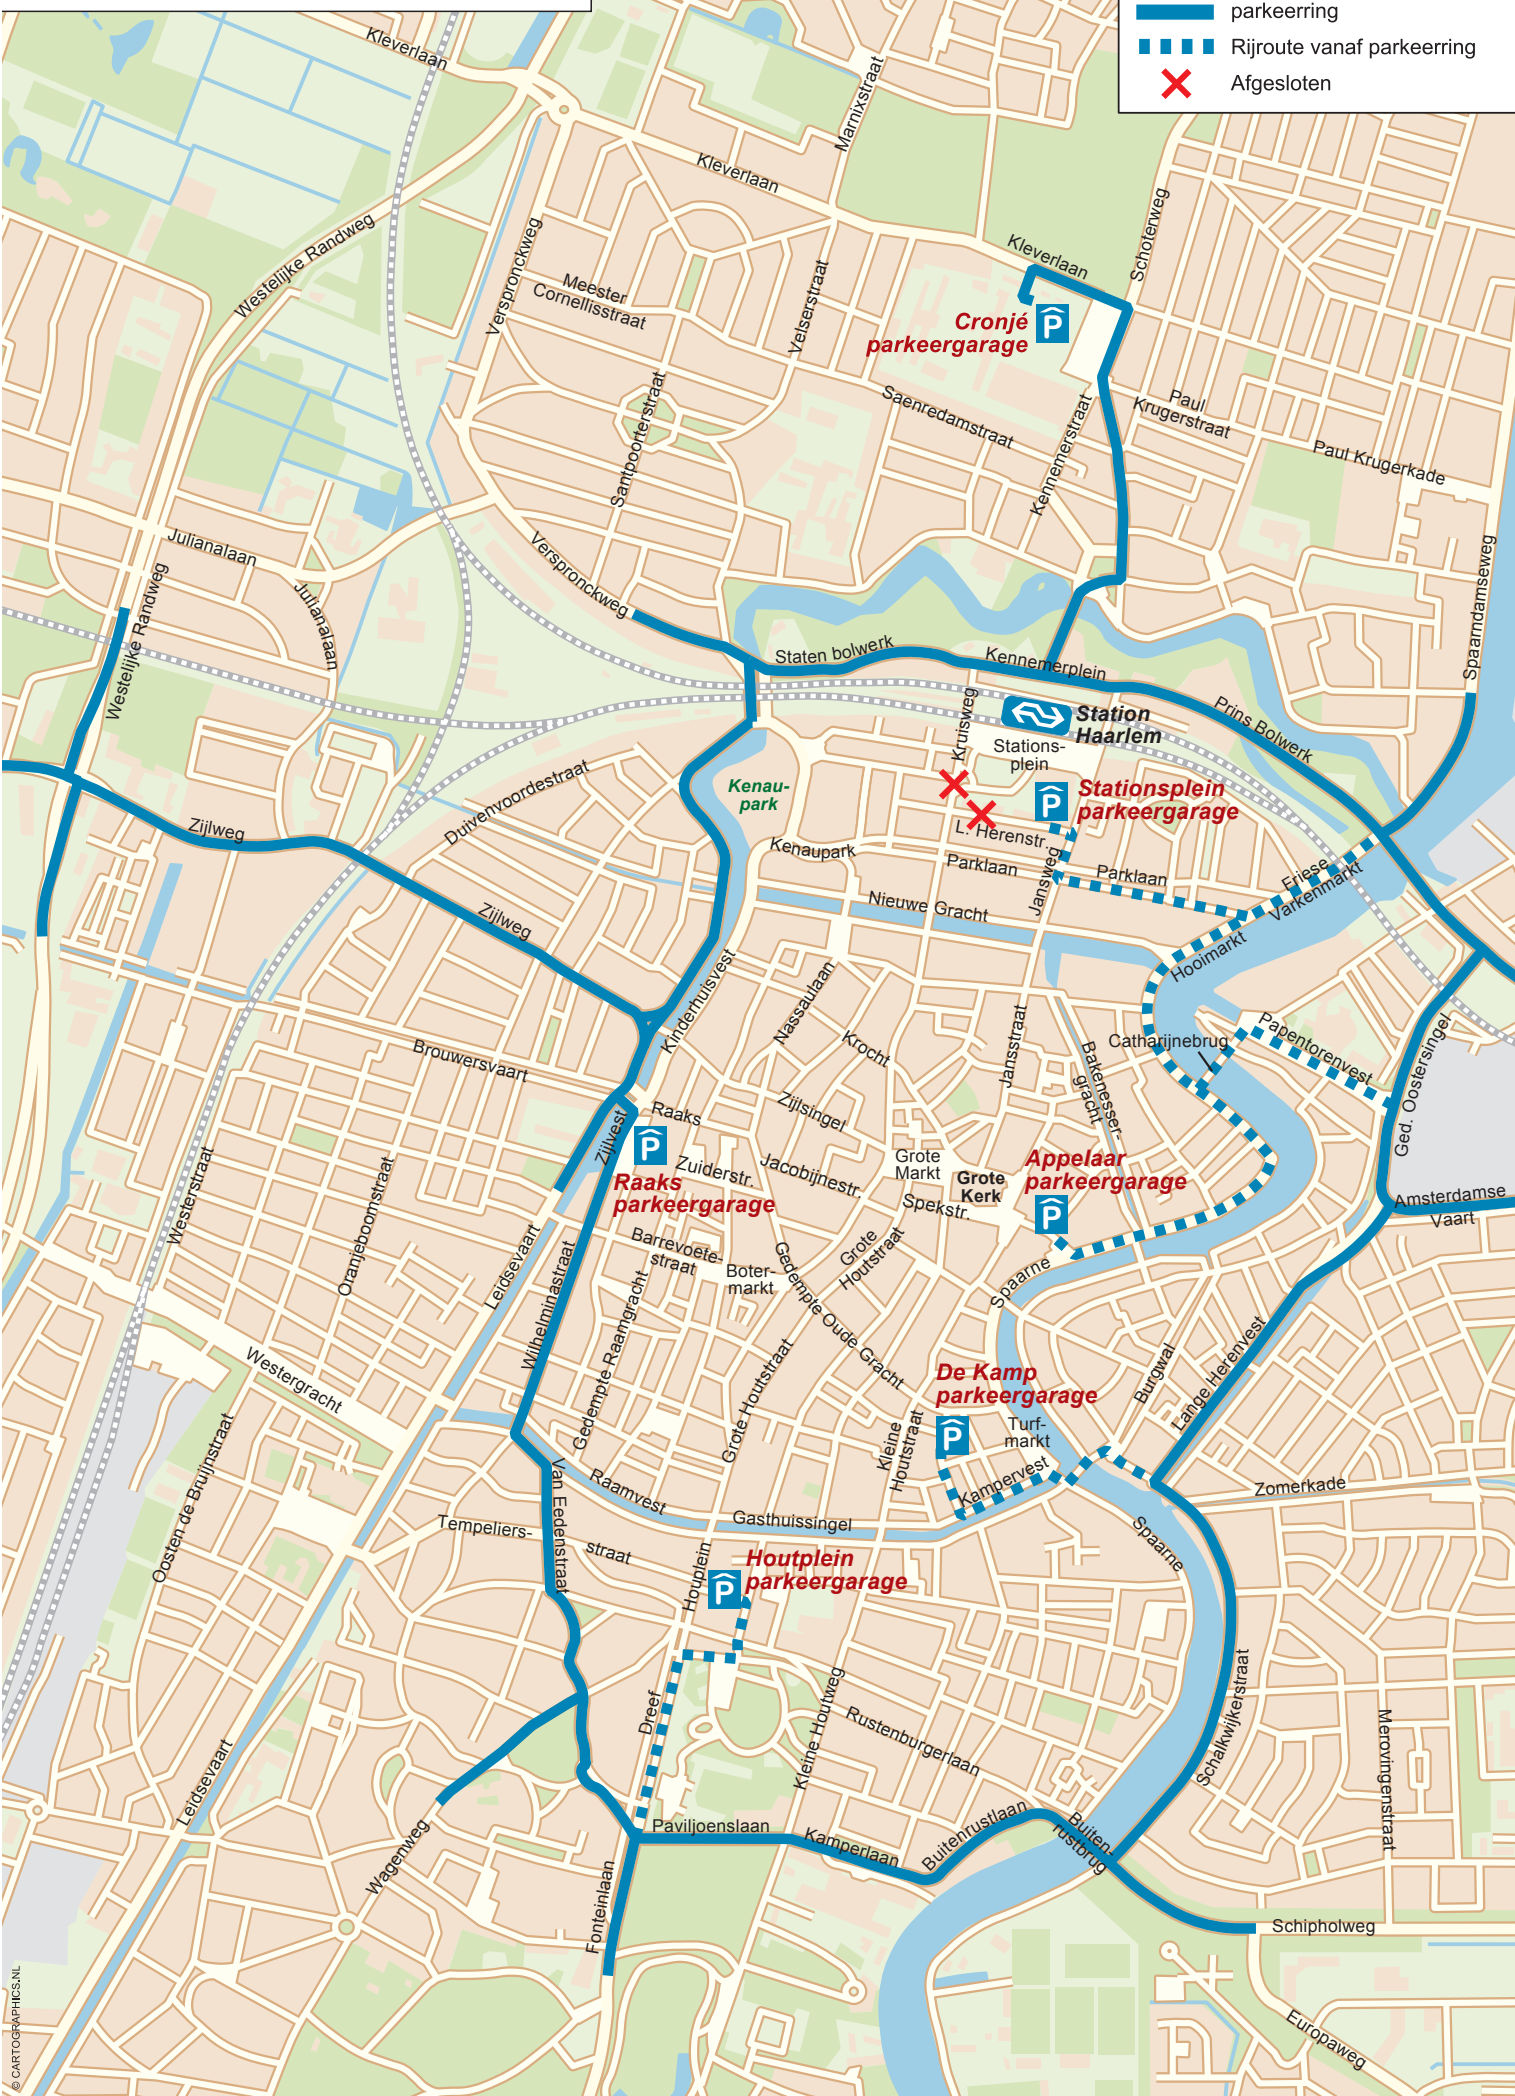 parkeerring
Rijroute vanaf parkeerring
Afgesloten
Kleverlaan
Marnixstraat
Kleverlaan
Schoterweg
Westelijke Randweg
Verspronckweg
Kleverlaan
Meester
Cornelisstraat
Velserstraat
Cronjé
parkeergarage
P
Santpoorterstraat
Saenredamstraat
Kennemerstraat
Paul
Krugerstraat
Paul Krugerkade
Julianalaan
Julianalaan
Westelijke Randweg
Verspronckweg
Spaarndamseweg
Staten bolwerk
Kennemerplein
Prins Bolwerk
Kruisweg
Station
Haarlem
Stations-
plein
Kenau-
park
Stationsplein
parkeergarage
P
Duivenvoordestraat
Zijlweg
L. Herenstr.
Kenaupark
Parklaan
Jansweg
Parklaan
Friese
Varkenmarkt
Nieuwe Gracht
Zijlweg
Hooimarkt
Kinderhuisvest
Nassaulaan
Krocht
Jansstraat
Catharijnebrug
Papentorenvest
Ged. Oostersingel
Bakenesser-
gracht
Brouwersvaart
Raaks
Zijlsingel
Zijlvest
P
Raaks
parkeergarage
Zuiderstr.
Jacobijnestr.
Grote
Markt
Grote
Kerk
Spekstr.
Appelaar
parkeergarage
P
Amsterdamse
Vaart
Westerstraat
Oranjeboomstraat
Leidsevaart
Wilhelminastraat
Barrevoete-
straat
Boter-
markt
Grote
Houtstraat
Gedempte Oude Gracht
Spaarne
Gedempte Raamgracht
Grote Houtstraat
Westergracht
De Kamp
parkeergarage
P
Burgwal
Lange Herenvest
Turf-
markt
Kleine
Houtstraat
Kampervest
Oosten de Bruijnstraat
Van Eedenstraat
Raamvest
Gasthuissingel
Zomerkade
Tempeliers-
straat
Spaarne
Houplein
Houtplein
parkeergarage
P
Dreef
Kleine Houtweg
Rustenburgerlaan
Schalkwijkerstraat
Merovingenstraat
Leidsevaart
Wagenweg
Paviljoenslaan
Kamperlaan
Buitenrustlaan
Buiten-
rustbrug
Fonteinlaan
Schipholweg
Europaweg
© CARTOGRAPHICS.NL